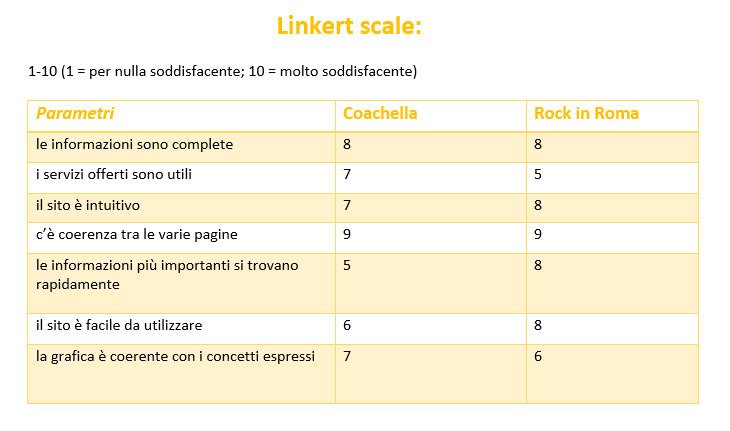 Linkert scale:
1-10 (1 = per nulla soddisfacente; 10 = molto soddisfacente)
Parametri Coachella Rock in Roma
le informazioni sono complete 8 8
i servizi offerti sono utili 7 5
il sito è intuitivo 7 8
c’è coerenza tra le varie pagine 9 9
le informazioni più importanti si trovano 5 8
rapidamente
il sito è facile da utilizzare 6 8
la grafica è coerente con i concetti espressi 7 6